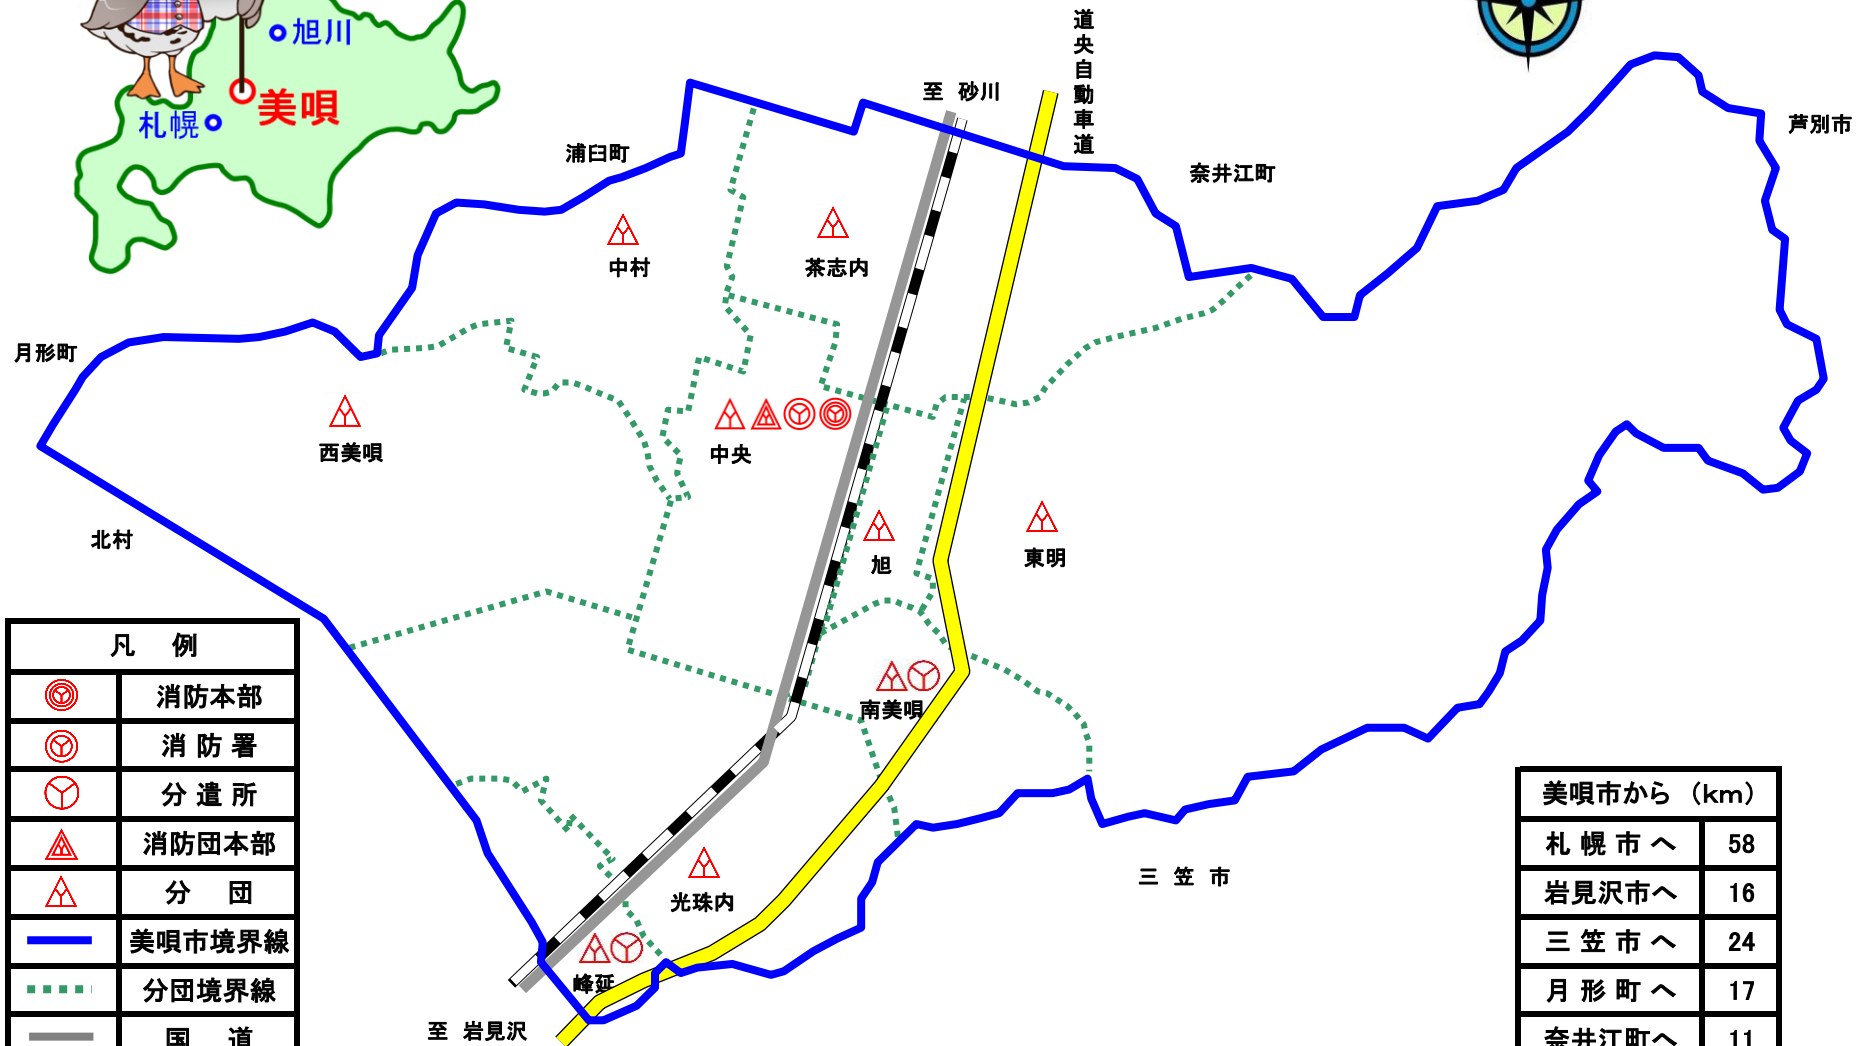 旭川
美唄
札幌
道央自動車道
至 砂川
芦別市
浦臼町
奈井江町
中村
茶志内
月形町
西美唄
中央
北村
旭
東明
南美唄
光珠内
三 笠 市
峰延
至 岩見沢
凡 例
消防本部
消 防 署
分 遣 所
消防団本部
分 団
美唄市境界線
分団境界線
国 道
美唄市から （km）
札 幌 市 へ 58
岩見沢市へ 16
三 笠 市 へ 24
月 形 町 へ 17
奈井江町へ 11